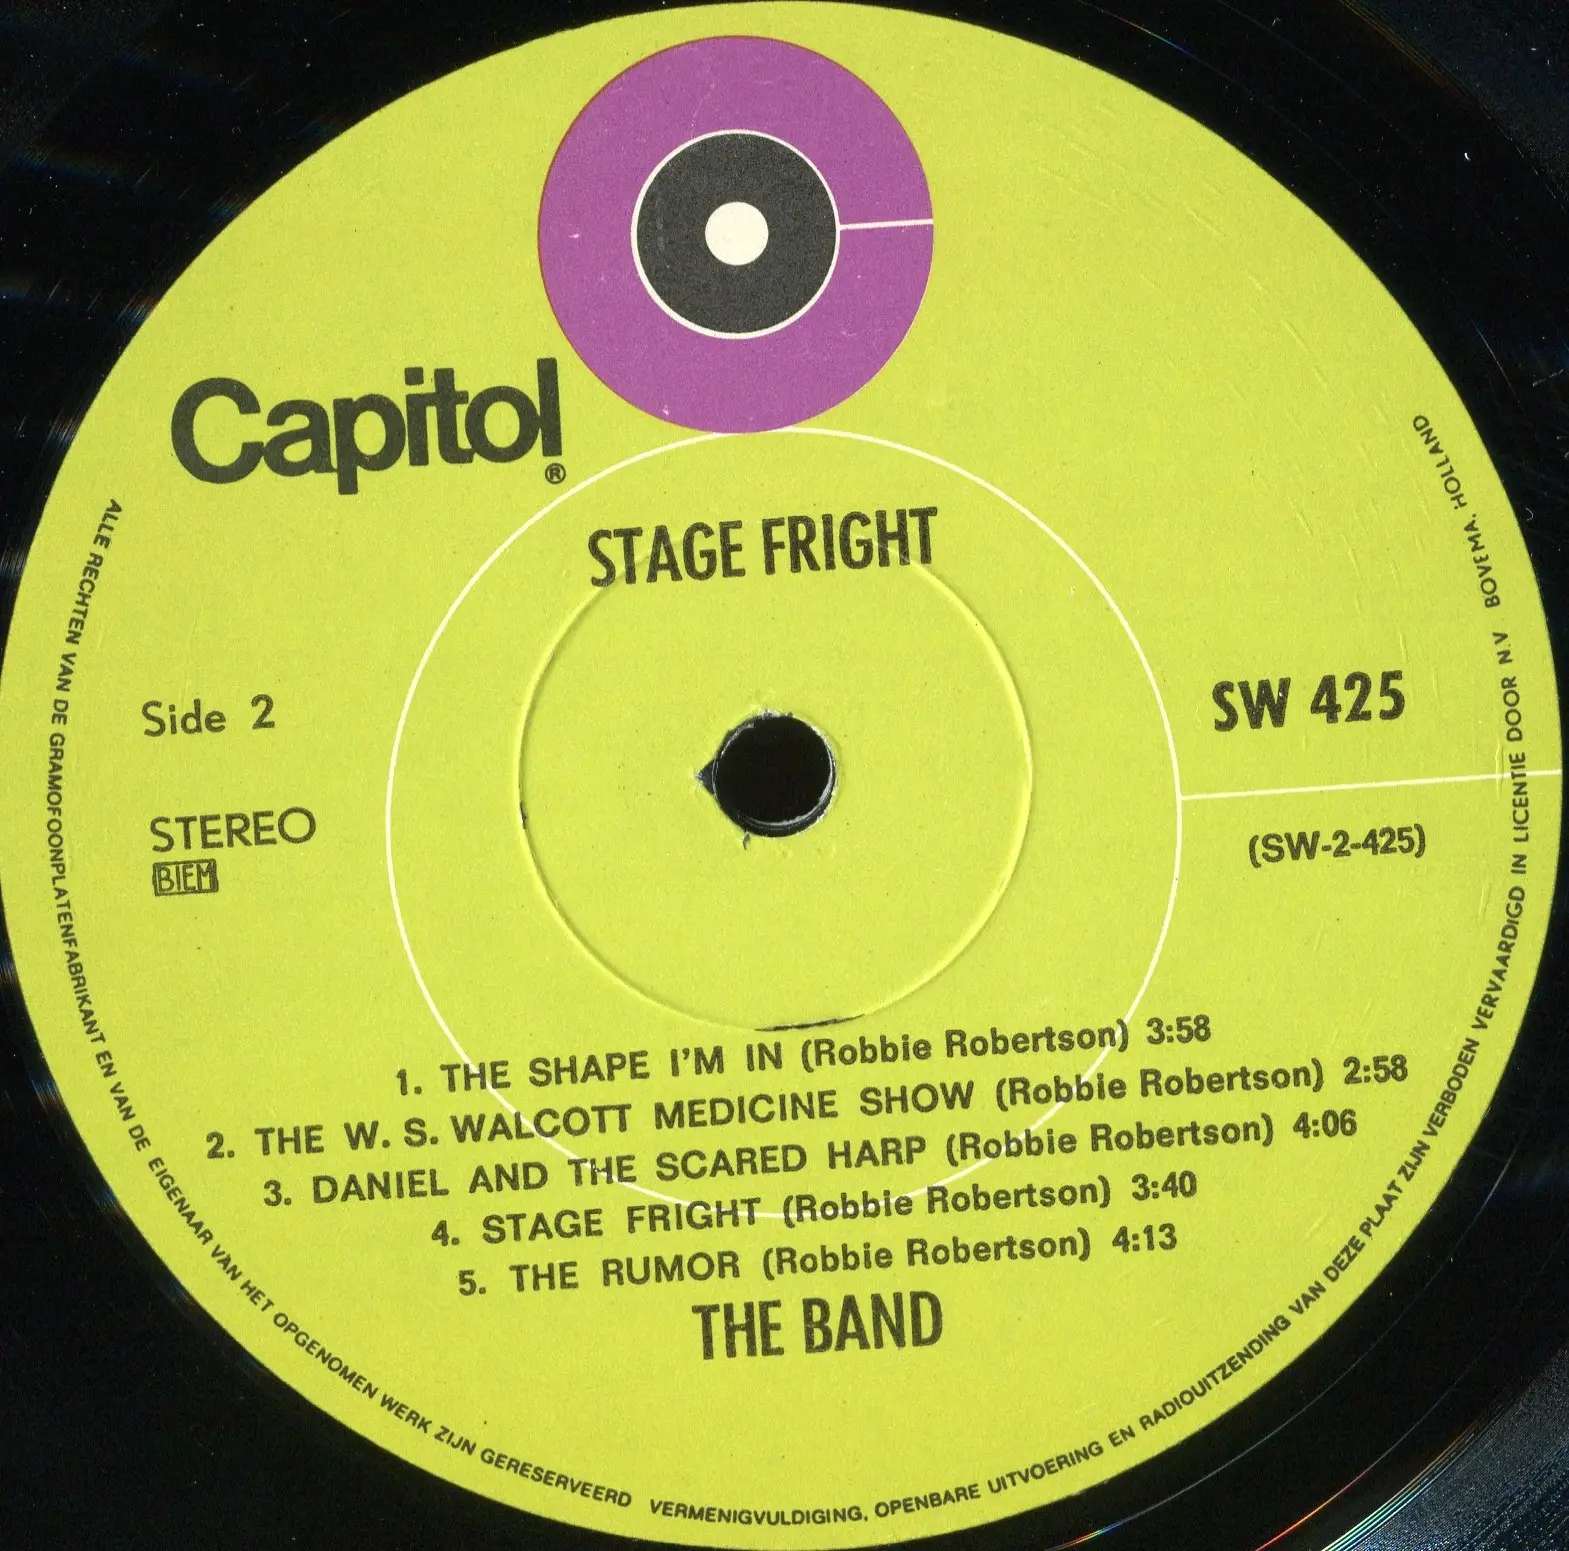 Capitol®
STAGE FRIGHT
Side 2
STEREO
BIEM
SW 425
(SW-2-425)
1. THE SHAPE I'M IN (Robbie Robertson) 3:58
2. THE W. S. WALCOTT MEDICINE SHOW (Robbie Robertson) 2:58
3. DANIEL AND THE SCARED HARP (Robbie Robertson) 4:06
4. STAGE FRIGHT (Robbie Robertson) 3:40
5. THE RUMOR (Robbie Robertson) 4:13
THE BAND
ALLE RECHTEN VAN DE GRAMOFOONPLATENFABRIKANT EN VAN DE EIGENAAR VAN HET OPGENOMEN WERK ZIJN GERESERVEERD VERMENIGVULDIGING, OPENBARE UITVOERING EN RADIOUITZENDING VAN DEZE PLAAT ZIJN VERBODEN VERVAARDIGD IN LICENTIE DOOR N.V BOVEMA, HOLLAND